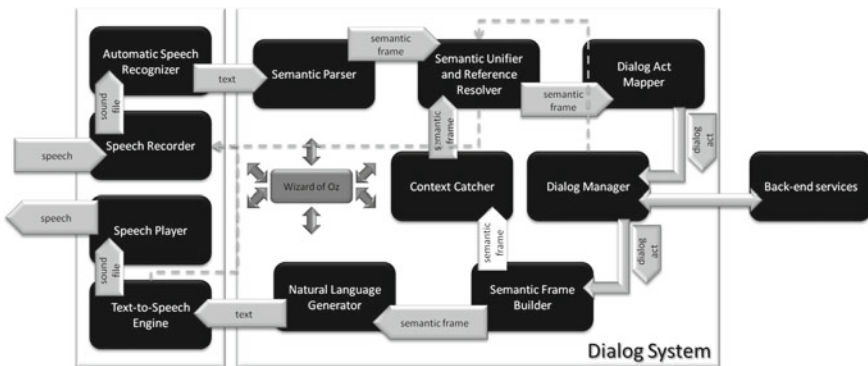 semantic
frame
Automatic Speech
Recognizer
text
Semantic Parser
Semantic Unifier
and Reference
Resolver
semantic
frame
Dialog Act
Mapper
sound
file
semantic
frame
dialog
act
speech
Speech Recorder
Wizard of Oz
Context Catcher
Dialog Manager
Back-end services
speech
Speech Player
sound
file
semantic
frame
dialog
act
Text-to-Speech
Engine
text
Natural Language
Generator
semantic frame
Semantic Frame
Builder
Dialog System